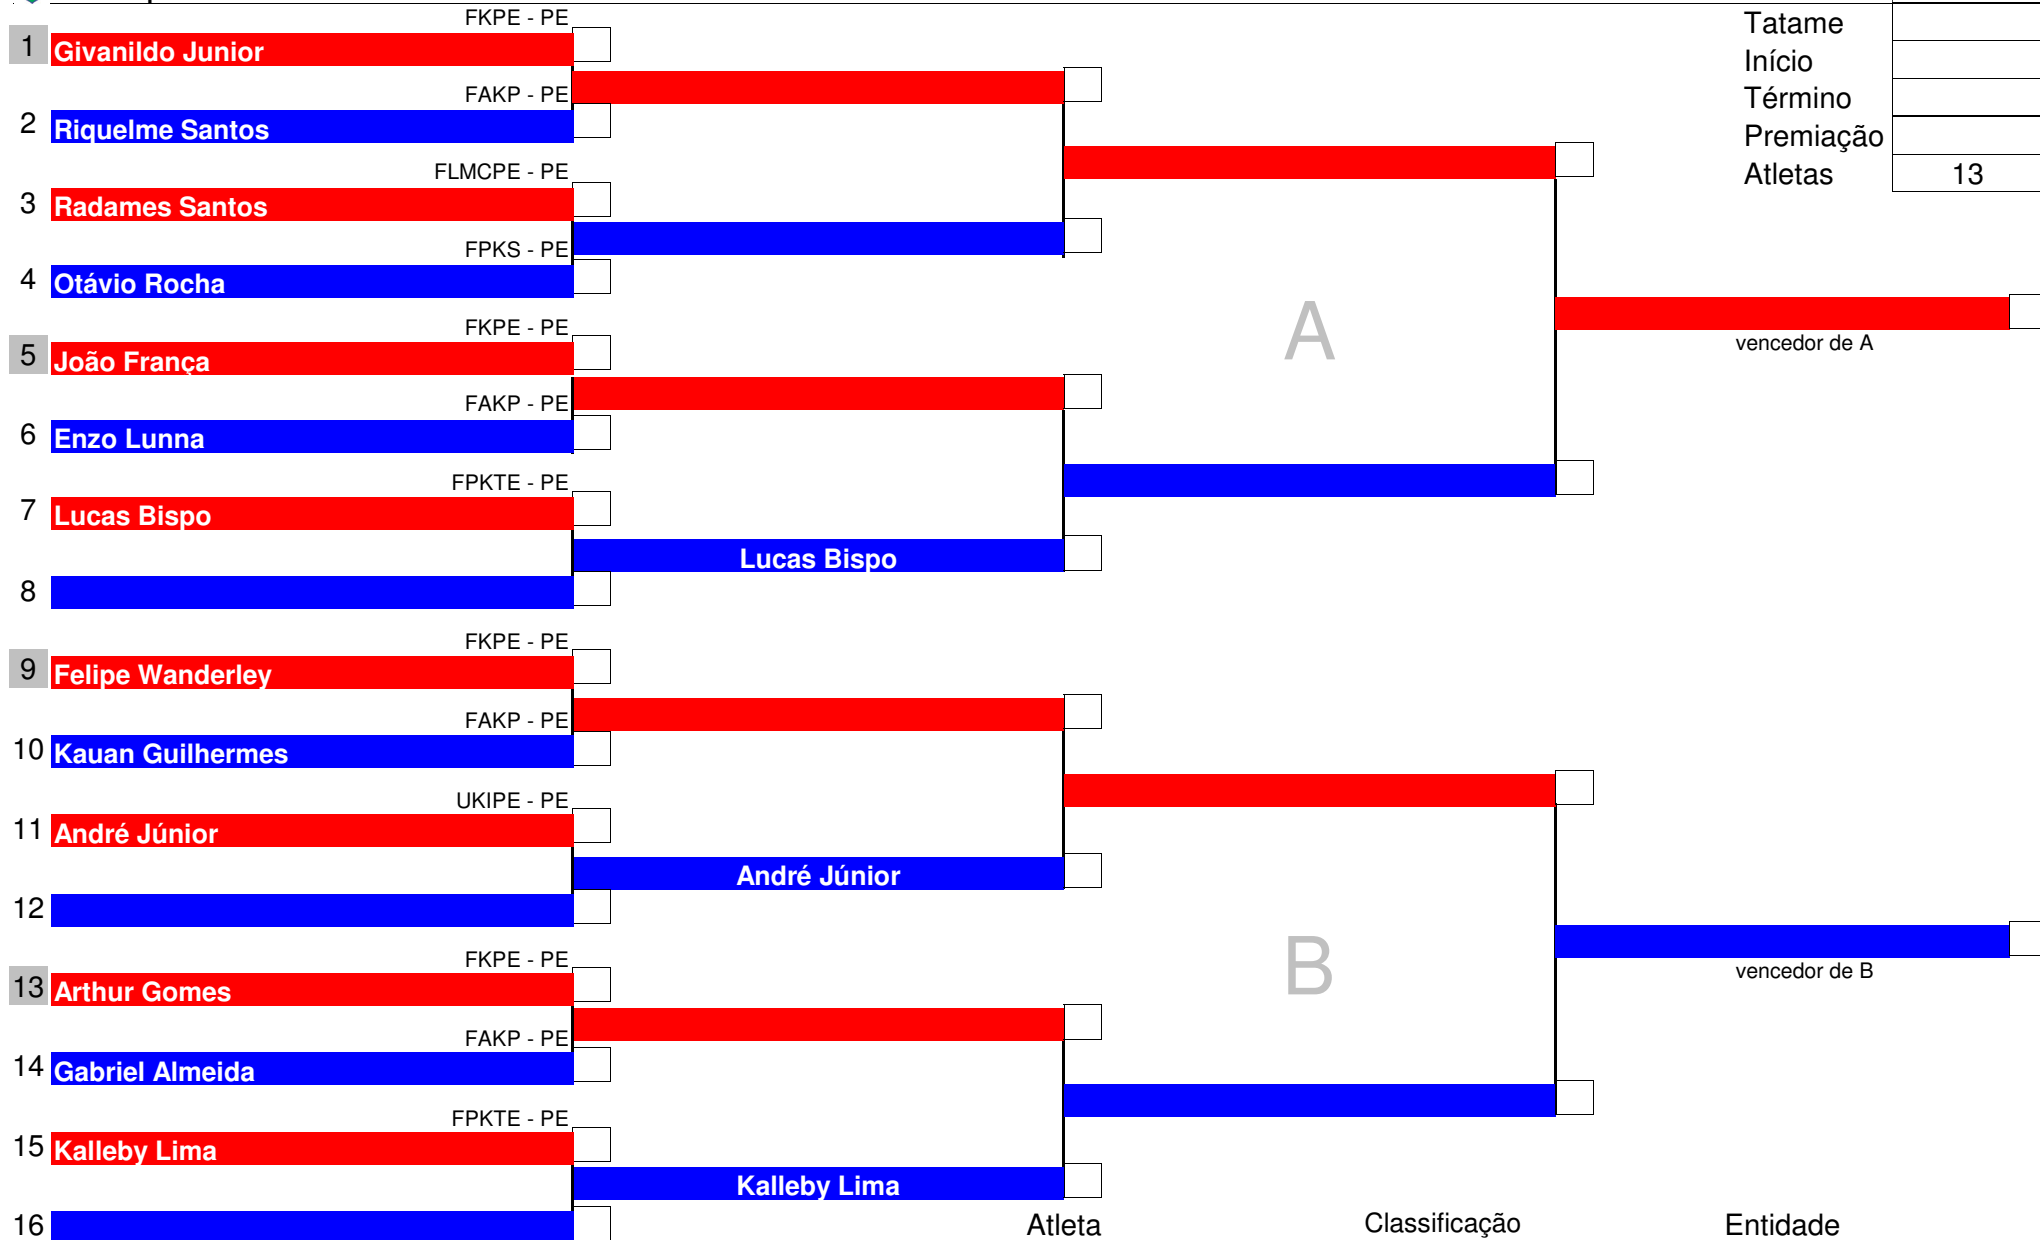 FKPE - PE
1 Givanildo Junior
FAKP - PE
2 Riquelme Santos
FLMCPE - PE
3 Radames Santos
FPKS - PE
4 Otávio Rocha
FKPE - PE
5 João França
FAKP - PE
6 Enzo Lunna
FPKTE - PE
7 Lucas Bispo
Lucas Bispo
8
FKPE - PE
9 Felipe Wanderley
FAKP - PE
10 Kauan Guilhermes
UKIPE - PE
11 André Júnior
André Júnior
12
FKPE - PE
13 Arthur Gomes
FAKP - PE
14 Gabriel Almeida
FPKTE - PE
15 Kalleby Lima
Kalleby Lima
16
A
B
vencedor de A
vencedor de B
Tatame
Início
Término
Premiação
Atletas 13
Atleta Classificação Entidade